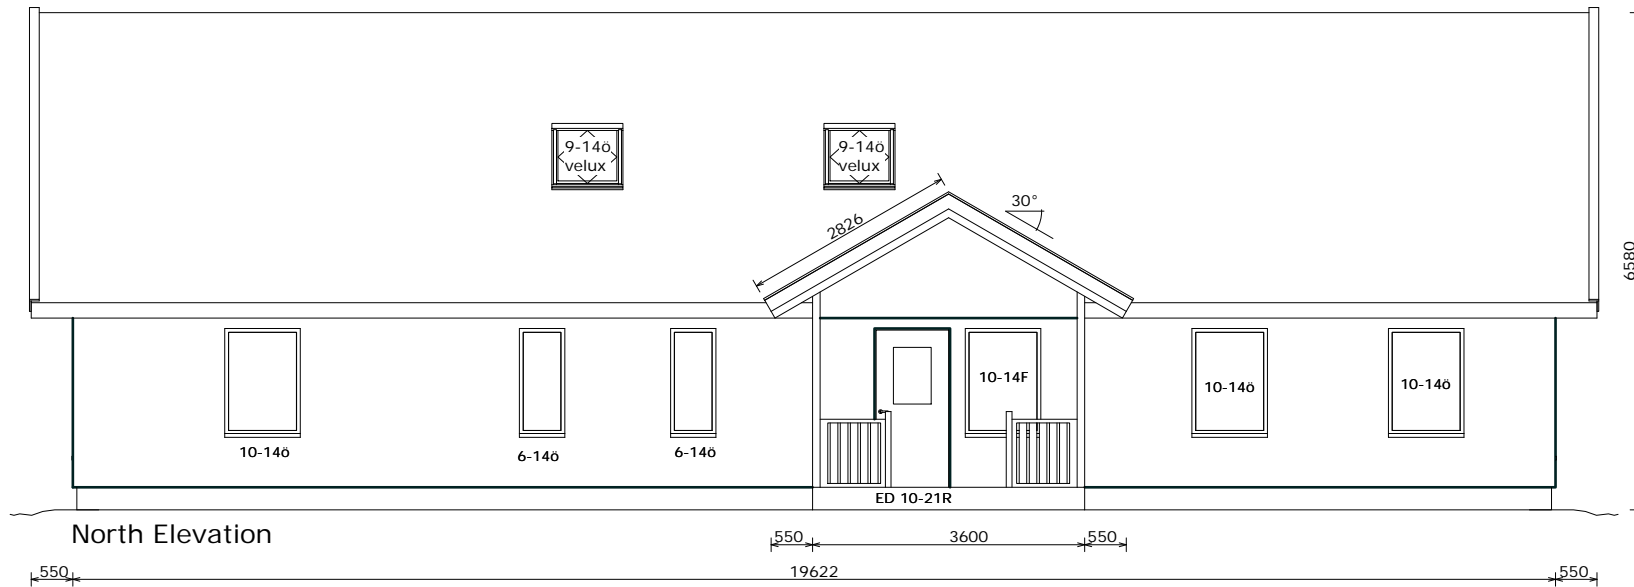 9-14ö
velux
9-14ö
velux
2826
30°
6580
10-14F
10-14ö
10-14ö
10-14ö
6-14ö
6-14ö
ED 10-21R
North Elevation
550
3600
550
550
19622
550